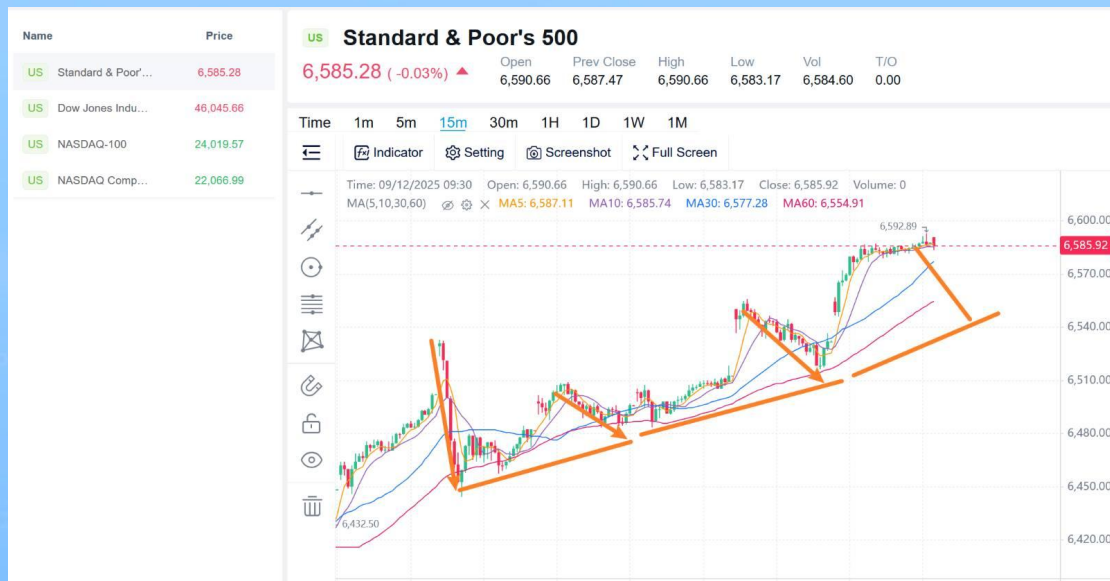 Name Price
US Standard & Poor'... 6,585.28
US Dow Jones Indu... 46,045.66
US NASDAQ-100 24,019.57
US NASDAQ Comp... 22,066.99
US Standard & Poor's 500
6,585.28 ( -0.03%)
Open Prev Close High Low Vol T/O
6,590.66 6,587.47 6,590.66 6,583.17 6,584.60 0.00
Time 1m 5m 15m 30m 1H 1D 1W 1M
Indicator Setting Screenshot Full Screen
Time: 09/12/2025 09:30 Open: 6,590.66 High: 6,590.66 Low: 6,583.17 Close: 6,585.92 Volume: 0
MA(5,10,30,60) MA5: 6,587.11 MA10: 6,585.74 MA30: 6,577.28 MA60: 6,554.91
6,592.89
6,600.00
6,585.92
6,570.00
6,540.00
6,510.00
6,480.00
6,450.00
6,432.50
6,420.00